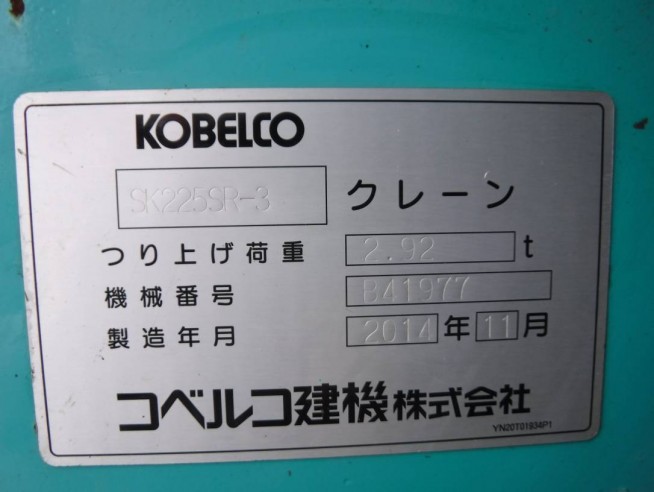 KOBELCO
SK225SR-3 クレーン
つり上げ荷重 2.92 t
機械番号 B41977
製造年月 2014 年 11 月
コベルコ建機株式会社
YN20T01934P1